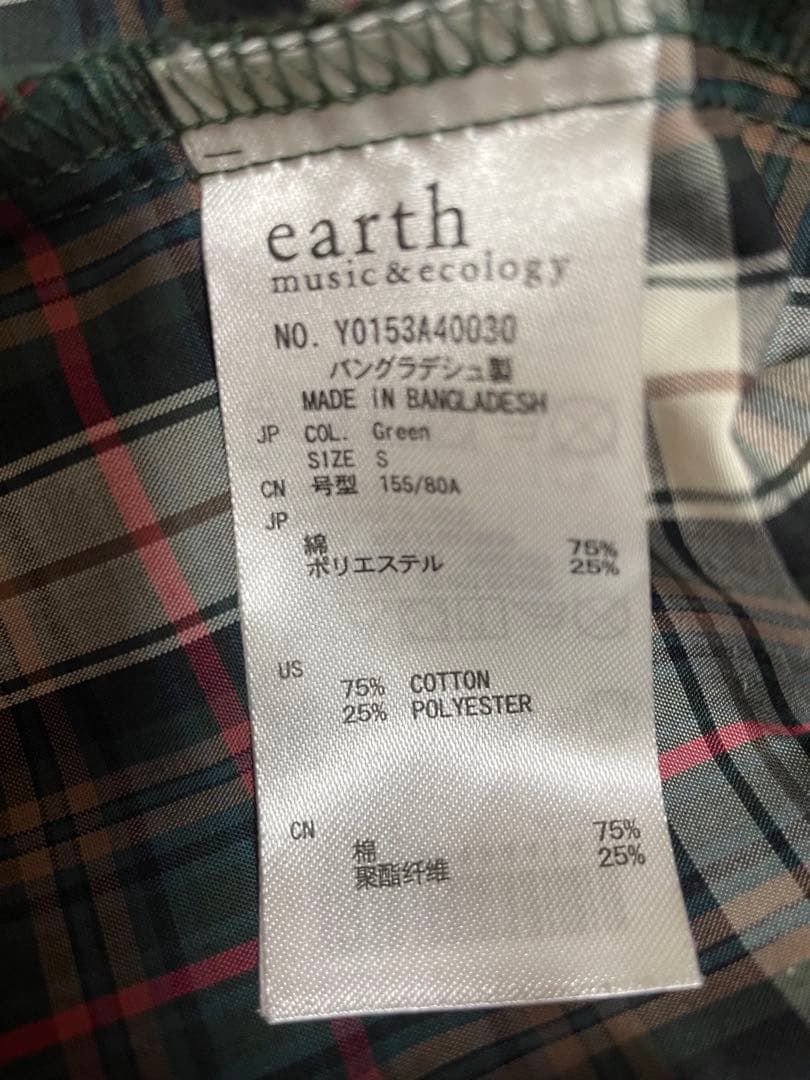 earth
music&ecology
NO. Y0153A40030
バングラデシュ製
MADE iN BANGLADESH
JP COL. Green
SIZE S
CN 号型 155/80A
JP
綿 75%
ポリエステル 25%
US
75% COTTON
25% POLYESTER
CN
棉 75%
聚酯纤维 25%